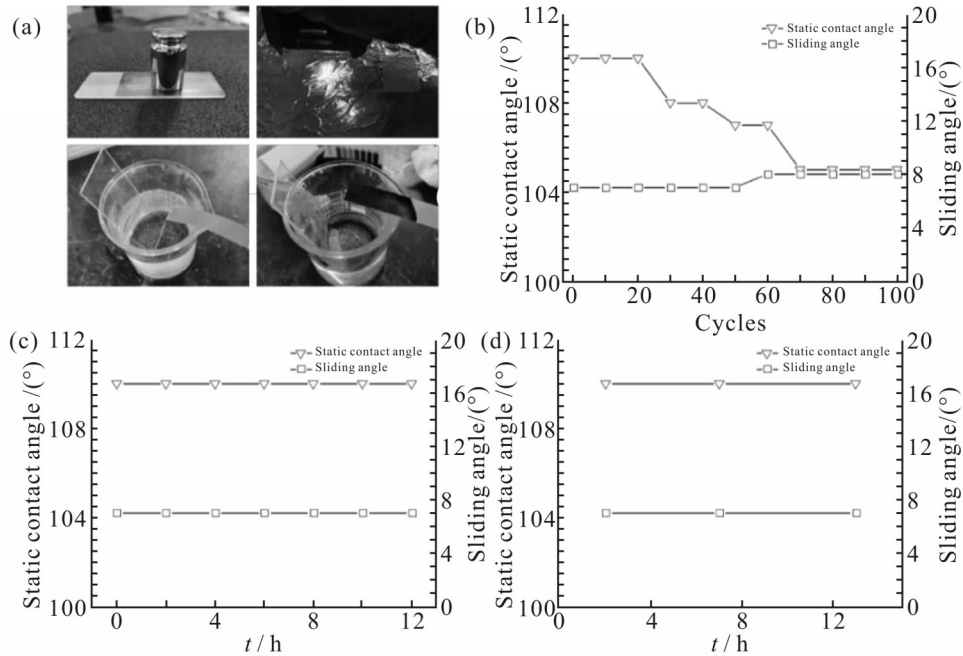 (a)
(b)
112
108
104
100
Static contact angle /(°)
Static contact angle
Sliding angle
20
16
12
8
4
0
Sliding angle/(°)
0 20 40 60 80 100
Cycles
(c)
112
108
104
100
Static contact angle /(°)
Static contact angle
Sliding angle
20
16
12
8
4
0
Sliding angle/(°)
0 4 8 12
t / h
(d)
112
108
104
100
Static contact angle /(°)
Static contact angle
Sliding angle
20
16
12
8
4
0
Sliding angle/(°)
4 8 12
t / h